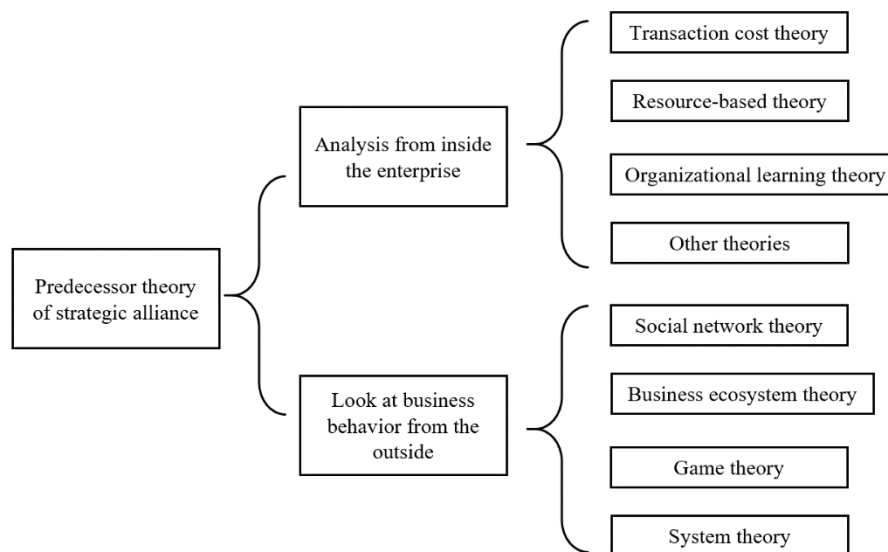 Predecessor theory
of strategic alliance
Analysis from inside
the enterprise
Transaction cost theory
Resource-based theory
Organizational learning theory
Other theories
Look at business
behavior from the
outside
Social network theory
Business ecosystem theory
Game theory
System theory